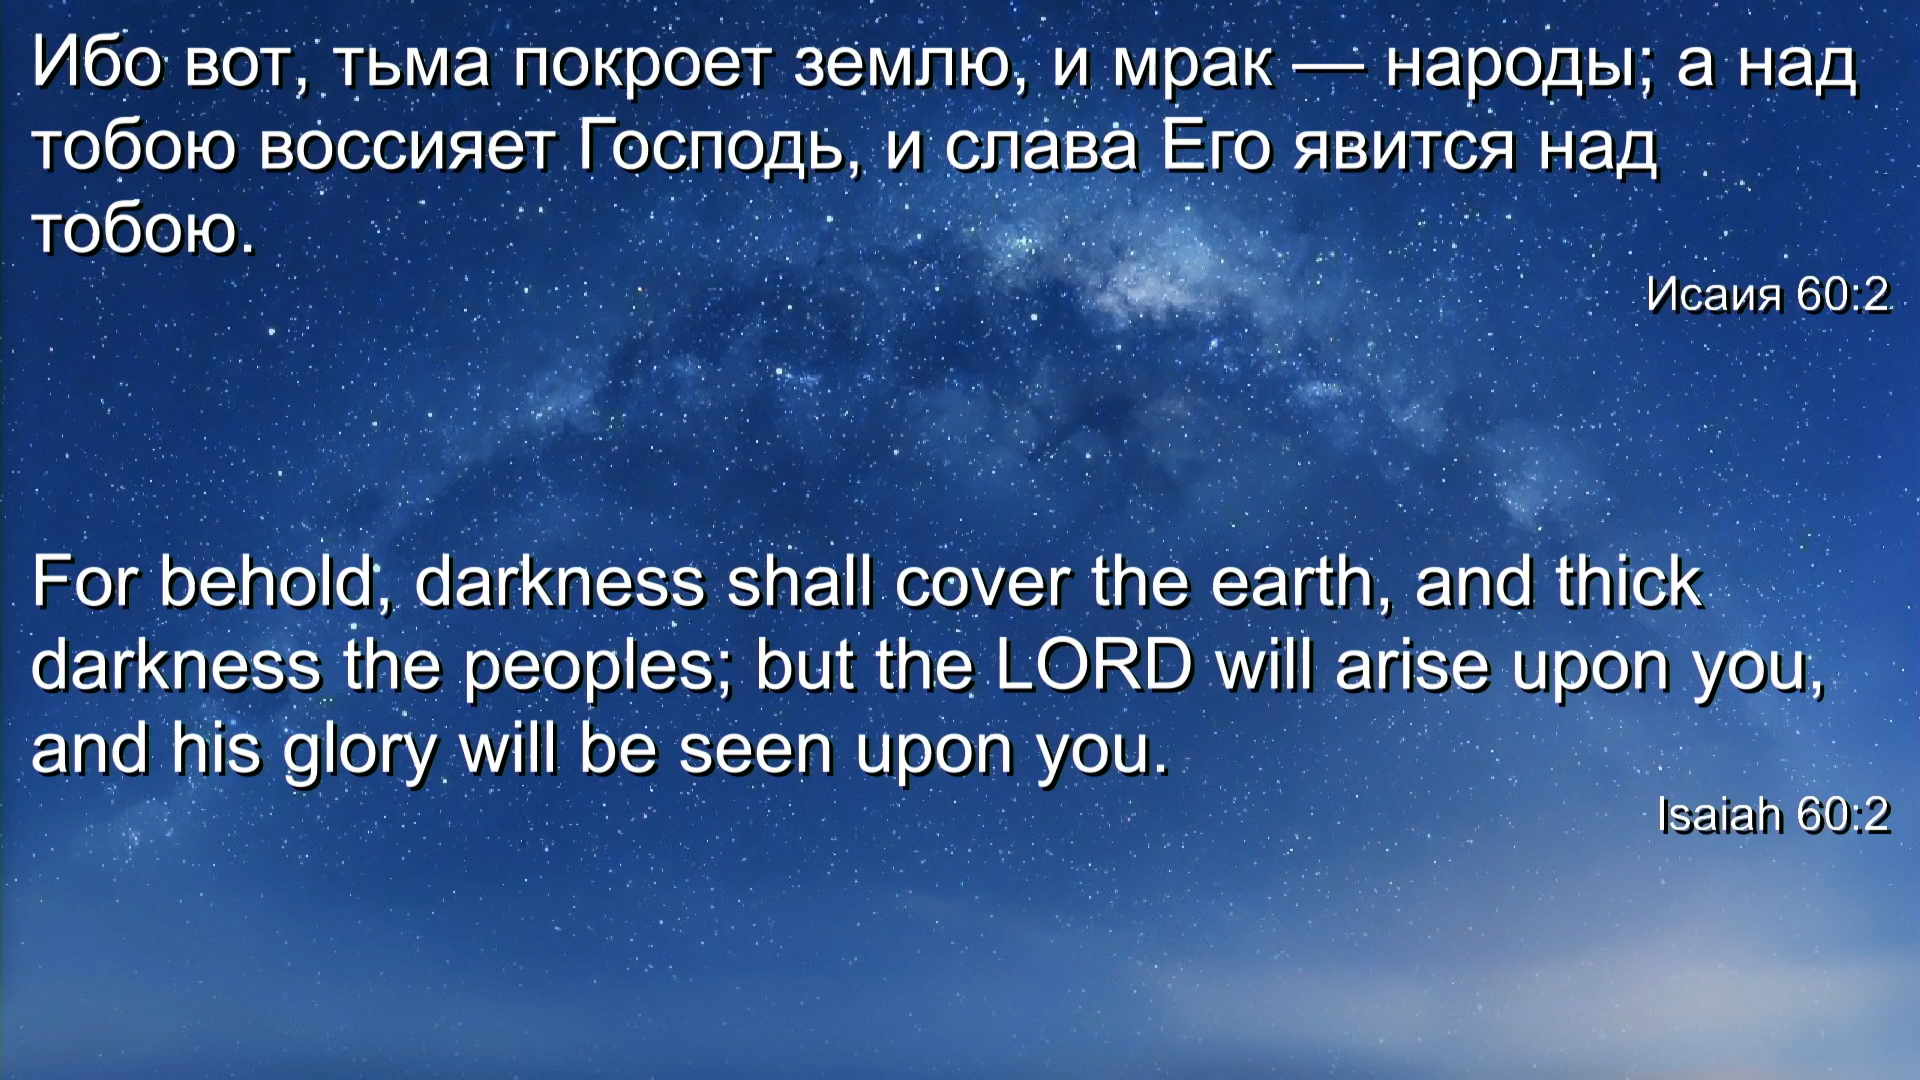 Ибо вот, тьма покроет землю, и мрак — народы; а над
тобою воссияет Господь, и слава Его явится над
тобою.
Исаия 60:2
For behold, darkness shall cover the earth, and thick
darkness the peoples; but the LORD will arise upon you,
and his glory will be seen upon you.
Isaiah 60:2